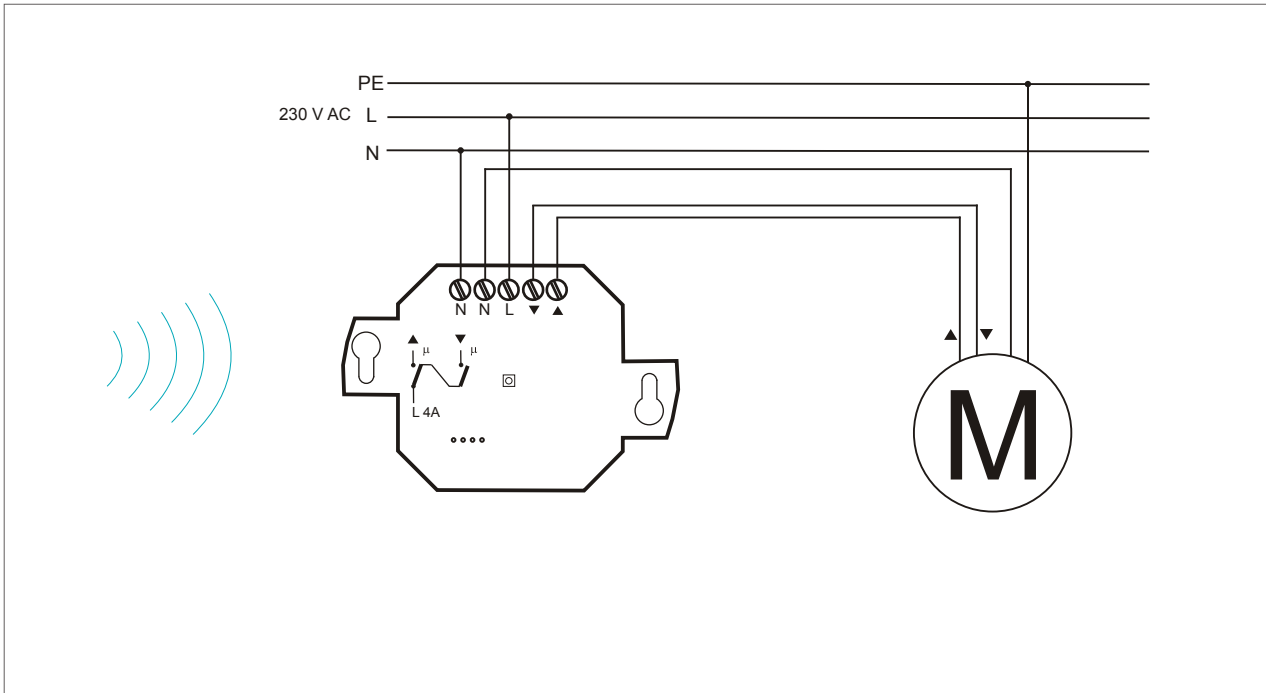 PE
230 V AC L
N
N N L ▼ ▲
▲ ▼
μ μ
L 4A
▲ ▼
M